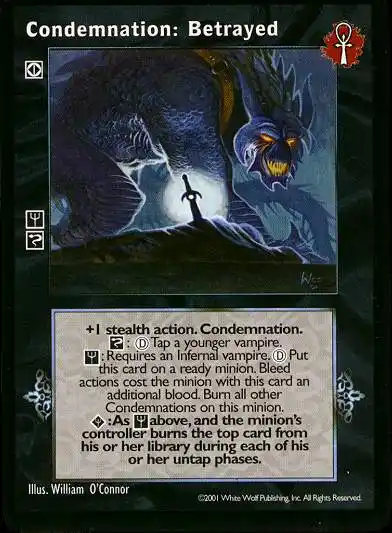 Condemnation: Betrayed
+1 stealth action. Condemnation.
: Ⓓ Tap a younger vampire.
:Requires an Infernal vampire. Ⓓ Put
this card on a ready minion. Bleed
actions cost the minion with this card an
additional blood. Burn all other
Condemnations on this minion.
:As above, and the minion's
controller burns the top card from
his or her library during each of his
or her untap phases.
Illus. William O'Connor
©2001 White Wolf Publishing, Inc. All Rights Reserved.